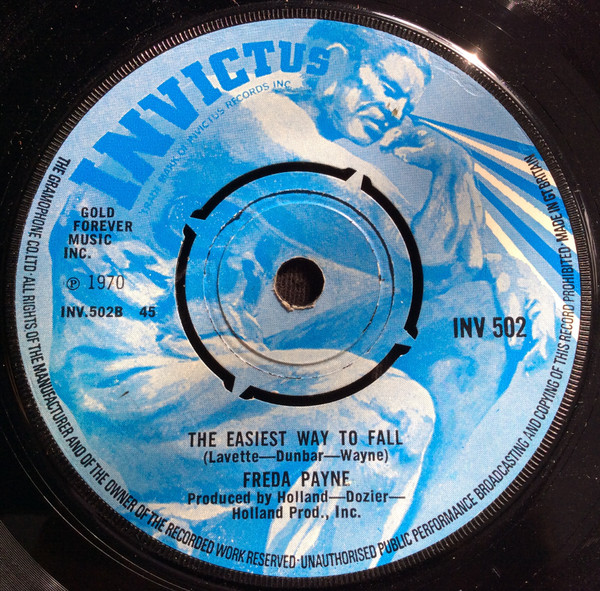 INVICTUS
TRADE MARK OF INVICTUS RECORDS INC.
GOLD
FOREVER
MUSIC
INC.
℗ 1970
INV.502B 45
INV 502
THE EASIEST WAY TO FALL
(Lavette—Dunbar—Wayne)
FREDA PAYNE
Produced by Holland—Dozier—
Holland Prod., Inc.
THE GRAMOPHONE CO.LTD·ALL RIGHTS OF THE MANUFACTURER AND OF THE OWNER OF THE RECORDED WORK RESERVED·UNAUTHORISED PUBLIC PERFORMANCE BROADCASTING AND COPYING OF THIS RECORD PROHIBITED·MADE IN GT BRITAIN